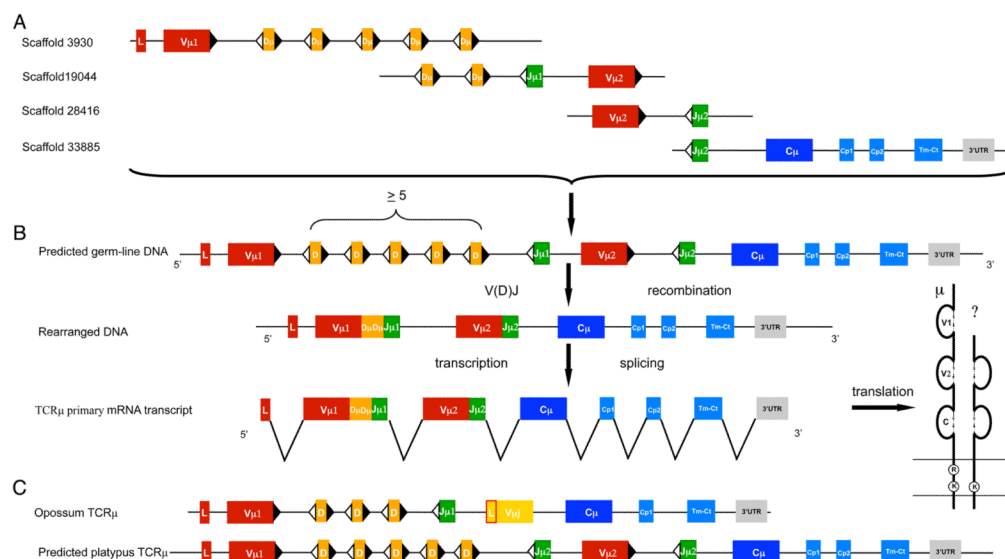 A
Scaffold 3930
L Vμ1 Dμ Dμ Dμ Dμ Dμ
Scaffold19044
Dμ Dμ Jμ1 Vμ2
Scaffold 28416
Vμ2 Jμ2
Scaffold 33885
Jμ2 Cμ Cp1 Cp2 Tm-Ct 3'UTR
≥ 5
B
Predicted germ-line DNA
5' L Vμ1 D D D D D Jμ1 Vμ2 Jμ2 Cμ Cp1 Cp2 Tm-Ct 3'UTR 3'
V(D)J recombination
Rearranged DNA
5' L Vμ1 DμDμ Jμ1 Vμ2 Jμ2 Cμ Cp1 Cp2 Tm-Ct 3'UTR 3'
transcription splicing
TCRμ primary mRNA transcript
5' L Vμ1 DμDμ Jμ1 Vμ2 Jμ2 Cμ Cp1 Cp2 Tm-Ct 3'UTR 3'
translation
μ
?
V1
V2
C
R
K K
C
Opossum TCRμ
L Vμ1 D D D Jμ1 L Vμj Cμ Cp1 Tm-Ct 3'UTR
Predicted platypus TCRμ
L Vμ1 D D D D D Jμ2 Vμ2 Jμ2 Cμ Cp1 Cp2 Tm-Ct 3'UTR